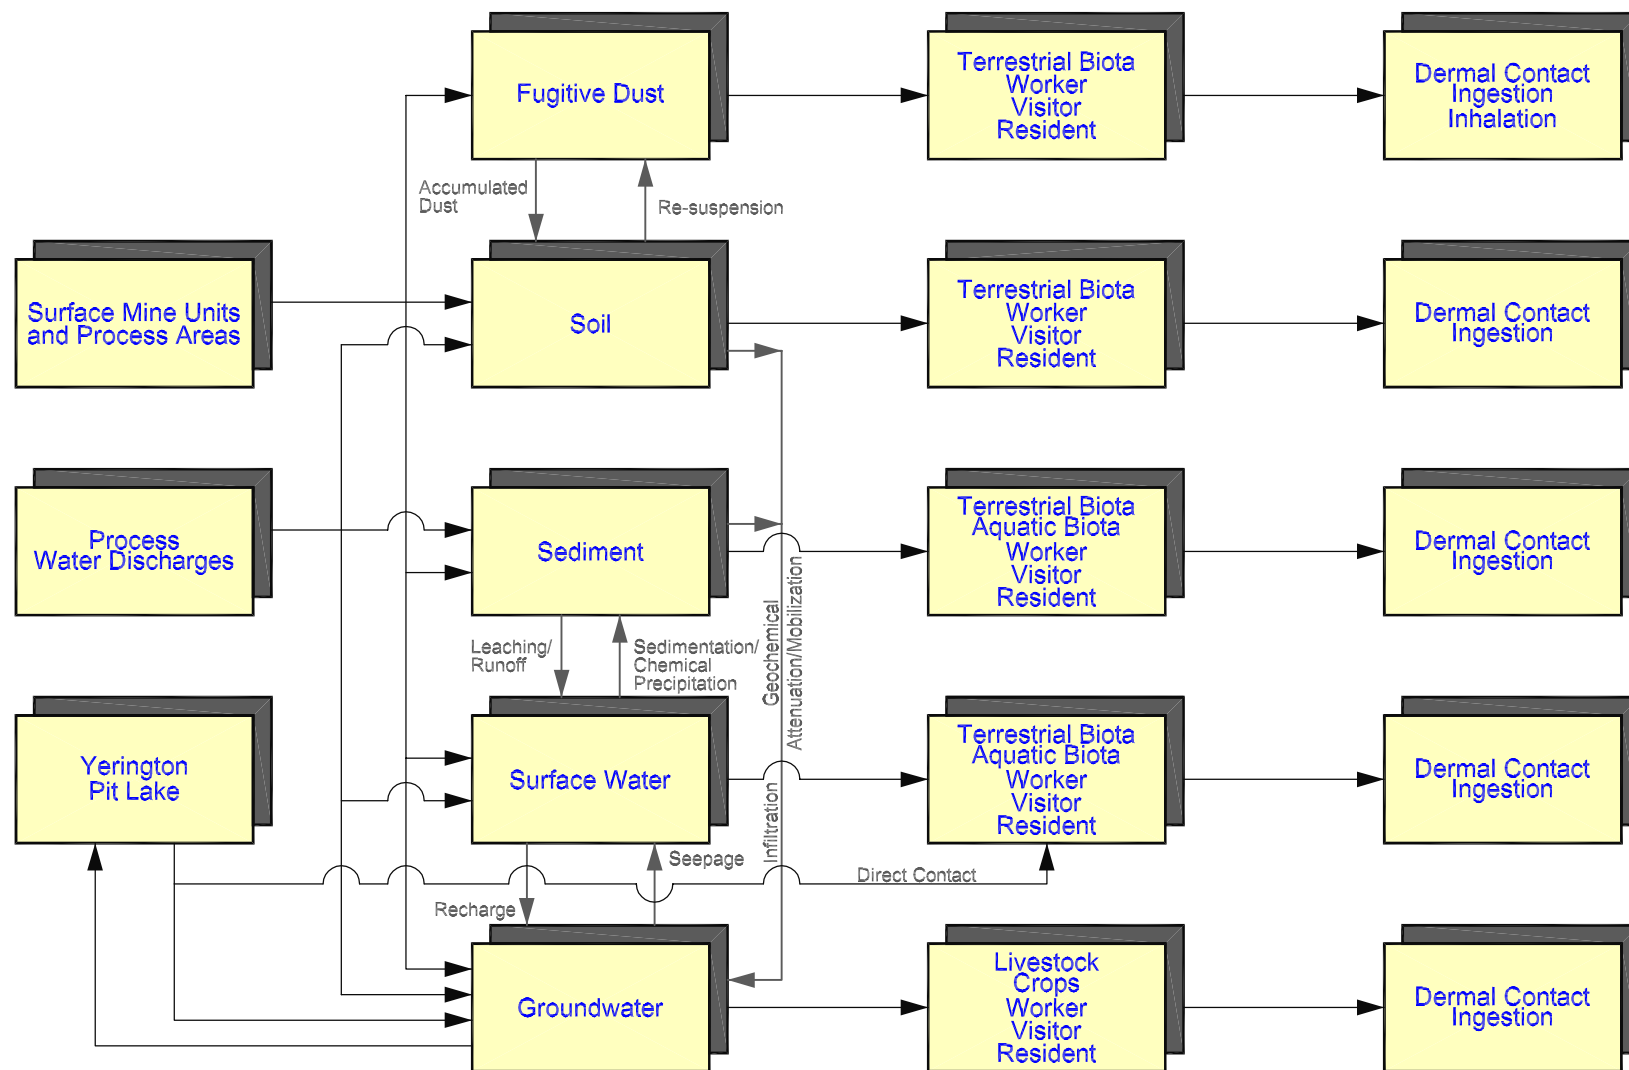 Fugitive Dust
Terrestrial Biota
Worker
Visitor
Resident
Dermal Contact
Ingestion
Inhalation
Accumulated
Dust
Re-suspension
Surface Mine Units
and Process Areas
Soil
Terrestrial Biota
Worker
Visitor
Resident
Dermal Contact
Ingestion
Process
Water Discharges
Sediment
Terrestrial Biota
Aquatic Biota
Worker
Visitor
Resident
Dermal Contact
Ingestion
Leaching/
Runoff
Sedimentation/
Chemical
Precipitation
Geochemical
Attenuation/Mobilization
Yerington
Pit Lake
Surface Water
Terrestrial Biota
Aquatic Biota
Worker
Visitor
Resident
Dermal Contact
Ingestion
Infiltration
Seepage
Direct Contact
Recharge
Groundwater
Livestock
Crops
Worker
Visitor
Resident
Dermal Contact
Ingestion